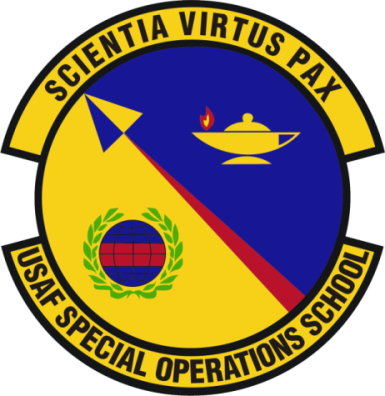 SCIENTIA VIRTUS PAX
USAF SPECIAL OPERATIONS SCHOOL